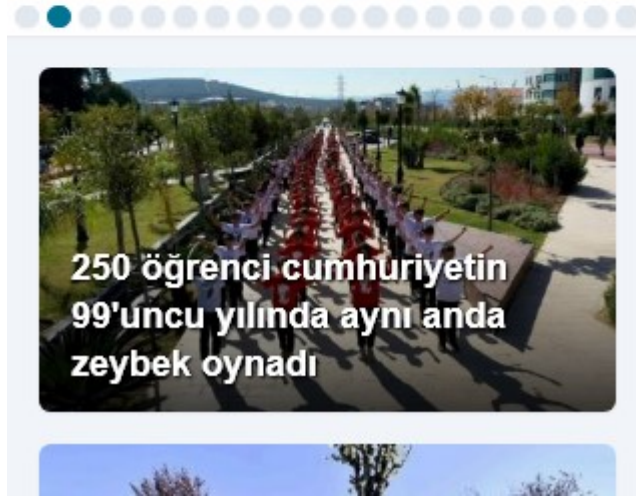 250 öğrenci cumhuriyetin
99'uncu yılında aynı anda
zeybek oynadı